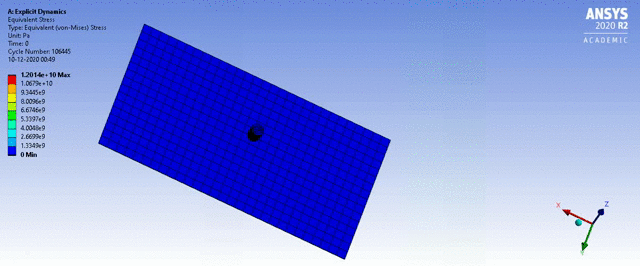 A: Explicit Dynamics
Equivalent Stress
Type: Equivalent (von-Mises) Stress
Unit: Pa
Time: 0
Cycle Number: 106445
10-12-2020 00:49
1.2014e+10 Max
1.0679e+10
9.3445e9
8.0096e9
6.6746e9
5.3397e9
4.0048e9
2.6699e9
1.3349e9
0 Min
ANSYS
2020 R2
ACADEMIC
X
Z